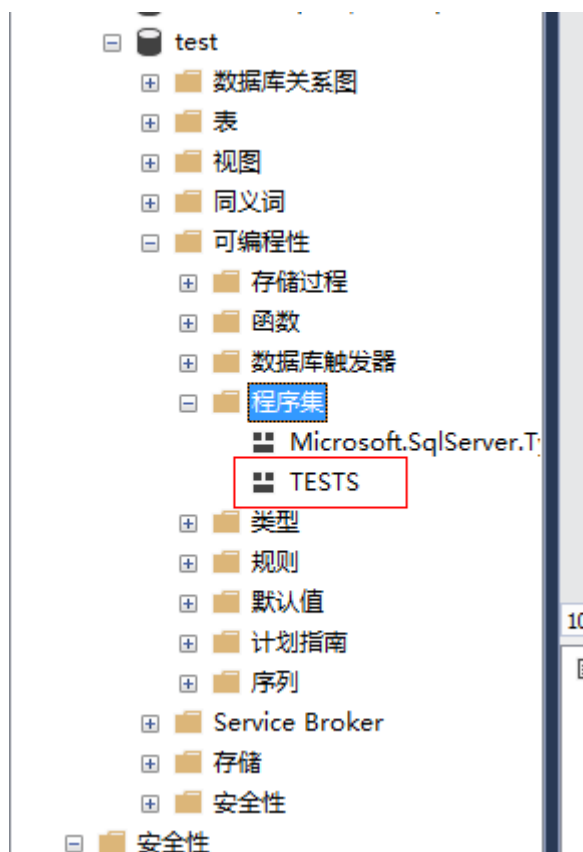 test
数据库关系图
表
视图
同义词
可编程性
存储过程
函数
数据库触发器
程序集
Microsoft.SqlServer.T
TESTS
类型
规则
默认值
计划指南
序列
Service Broker
存储
安全性
安全性
10